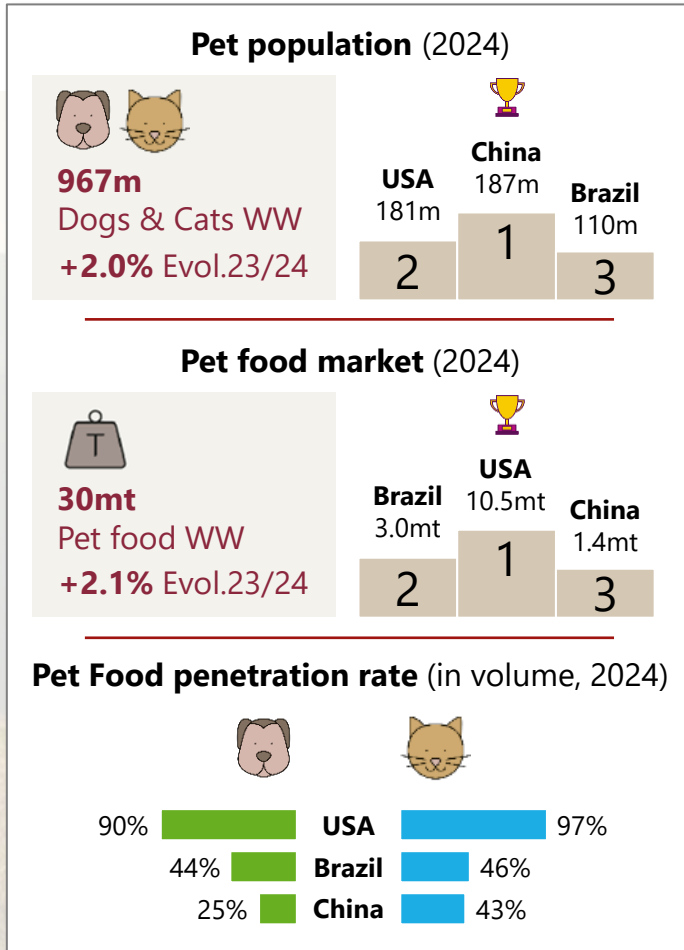 Pet population (2024)
967m
Dogs & Cats WW
+2.0% Evol.23/24
China
187m
USA
181m
Brazil
110m
1
2
3
Pet food market (2024)
T
30mt
Pet food WW
+2.1% Evol.23/24
USA
10.5mt
Brazil
3.0mt
China
1.4mt
1
2
3
Pet Food penetration rate (in volume, 2024)
90% USA 97%
44% Brazil 46%
25% China 43%